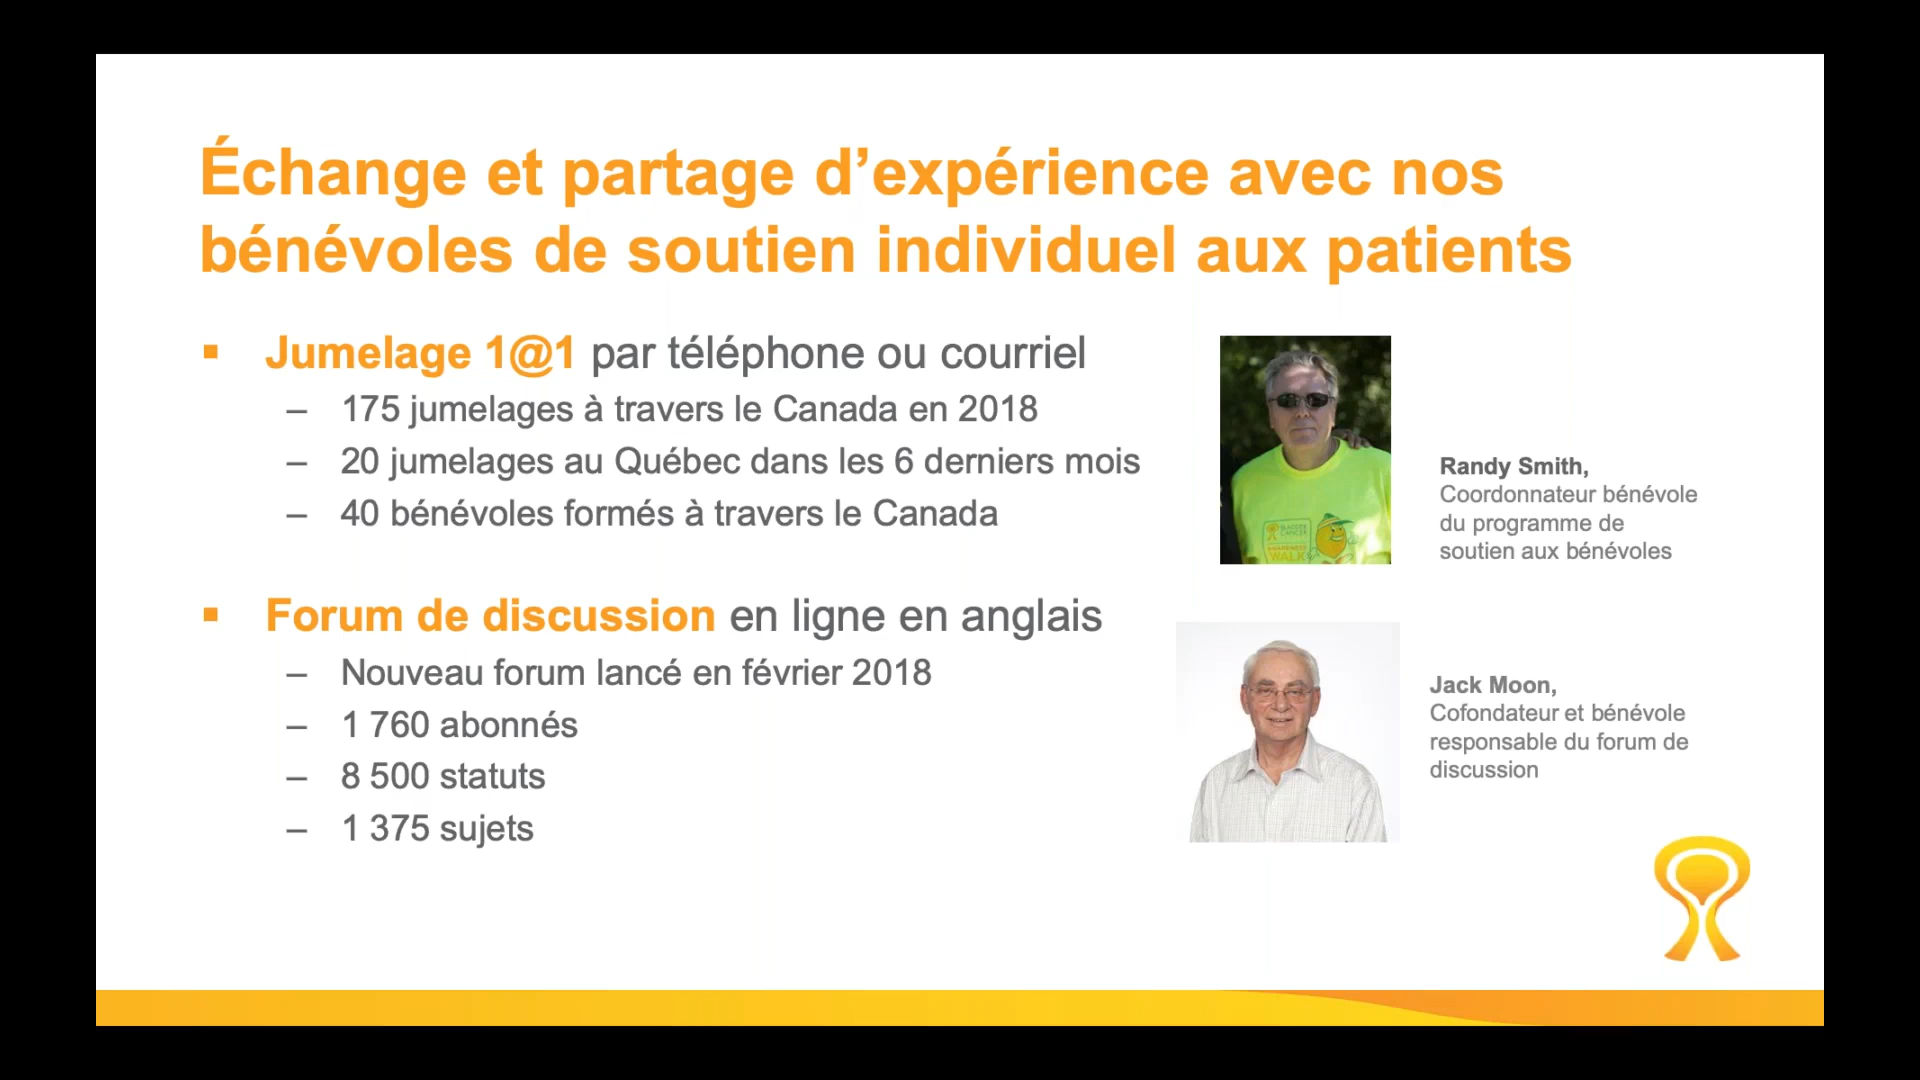 Échange et partage d’expérience avec nos
bénévoles de soutien individuel aux patients
▪ Jumelage 1@1 par téléphone ou courriel
– 175 jumelages à travers le Canada en 2018
– 20 jumelages au Québec dans les 6 derniers mois
– 40 bénévoles formés à travers le Canada
BLADDER
CANCER
AWARENESS
WALK
Randy Smith,
Coordonnateur bénévole
du programme de
soutien aux bénévoles
▪ Forum de discussion en ligne en anglais
– Nouveau forum lancé en février 2018
– 1 760 abonnés
– 8 500 statuts
– 1 375 sujets
Jack Moon,
Cofondateur et bénévole
responsable du forum de
discussion